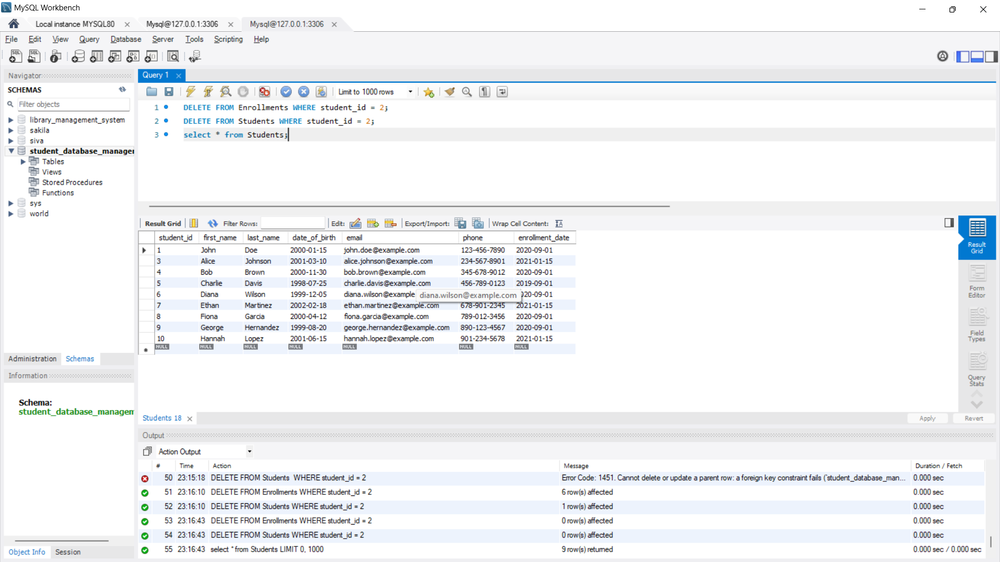 MySQL Workbench
Local instance MYSQL80
Mysql@127.0.0.1:3306
Mysql@127.0.0.1:3306
File Edit View Query Database Server Tools Scripting Help
Navigator
SCHEMAS
Filter objects
library_management_system
sakila
siva
student_database_manage
Tables
Views
Stored Procedures
Functions
sys
world
Administration Schemas
Information
Schema:
student_database_managem
Object Info Session
Query 1
Limit to 1000 rows
1 DELETE FROM Enrollments WHERE student_id = 2;
2 DELETE FROM Students WHERE student_id = 2;
3 select * from Students;
Result Grid Filter Rows: Edit: Export/Import: Wrap Cell Content:
student_id first_name last_name date_of_birth email phone enrollment_date
1 John Doe 2000-01-15 john.doe@example.com 123-456-7890 2020-09-01
3 Alice Johnson 2001-03-10 alice.johnson@example.com 234-567-8901 2021-01-15
4 Bob Brown 2000-11-30 bob.brown@example.com 345-678-9012 2020-09-01
5 Charlie Davis 1998-07-25 charlie.davis@example.com 456-789-0123 2019-09-01
6 Diana Wilson 1999-12-05 diana.wilson@example diana.wilson@example.com 020-09-01
7 Ethan Martinez 2002-02-18 ethan.martinez@example.com 678-901-2345 2021-01-15
8 Fiona Garcia 2000-04-12 fiona.garcia@example.com 789-012-3456 2020-09-01
9 George Hernandez 1999-08-20 george.hernandez@example.com 890-123-4567 2020-09-01
10 Hannah Lopez 2001-06-15 hannah.lopez@example.com 901-234-5678 2021-01-15
NULL NULL NULL NULL NULL NULL NULL
Result Grid
Form Editor
Field Types
Query Stats
Students 18
Apply Revert
Output
Action Output
# Time Action Message Duration / Fetch
50 23:15:18 DELETE FROM Students WHERE student_id = 2 Error Code: 1451. Cannot delete or update a parent row: a foreign key constraint fails (`student_database_man... 0.000 sec
51 23:16:10 DELETE FROM Enrollments WHERE student_id = 2 6 row(s) affected 0.000 sec
52 23:16:10 DELETE FROM Students WHERE student_id = 2 1 row(s) affected 0.000 sec
53 23:16:43 DELETE FROM Enrollments WHERE student_id = 2 0 row(s) affected 0.000 sec
54 23:16:43 DELETE FROM Students WHERE student_id = 2 0 row(s) affected 0.000 sec
55 23:16:43 select * from Students LIMIT 0, 1000 9 row(s) returned 0.000 sec / 0.000 sec